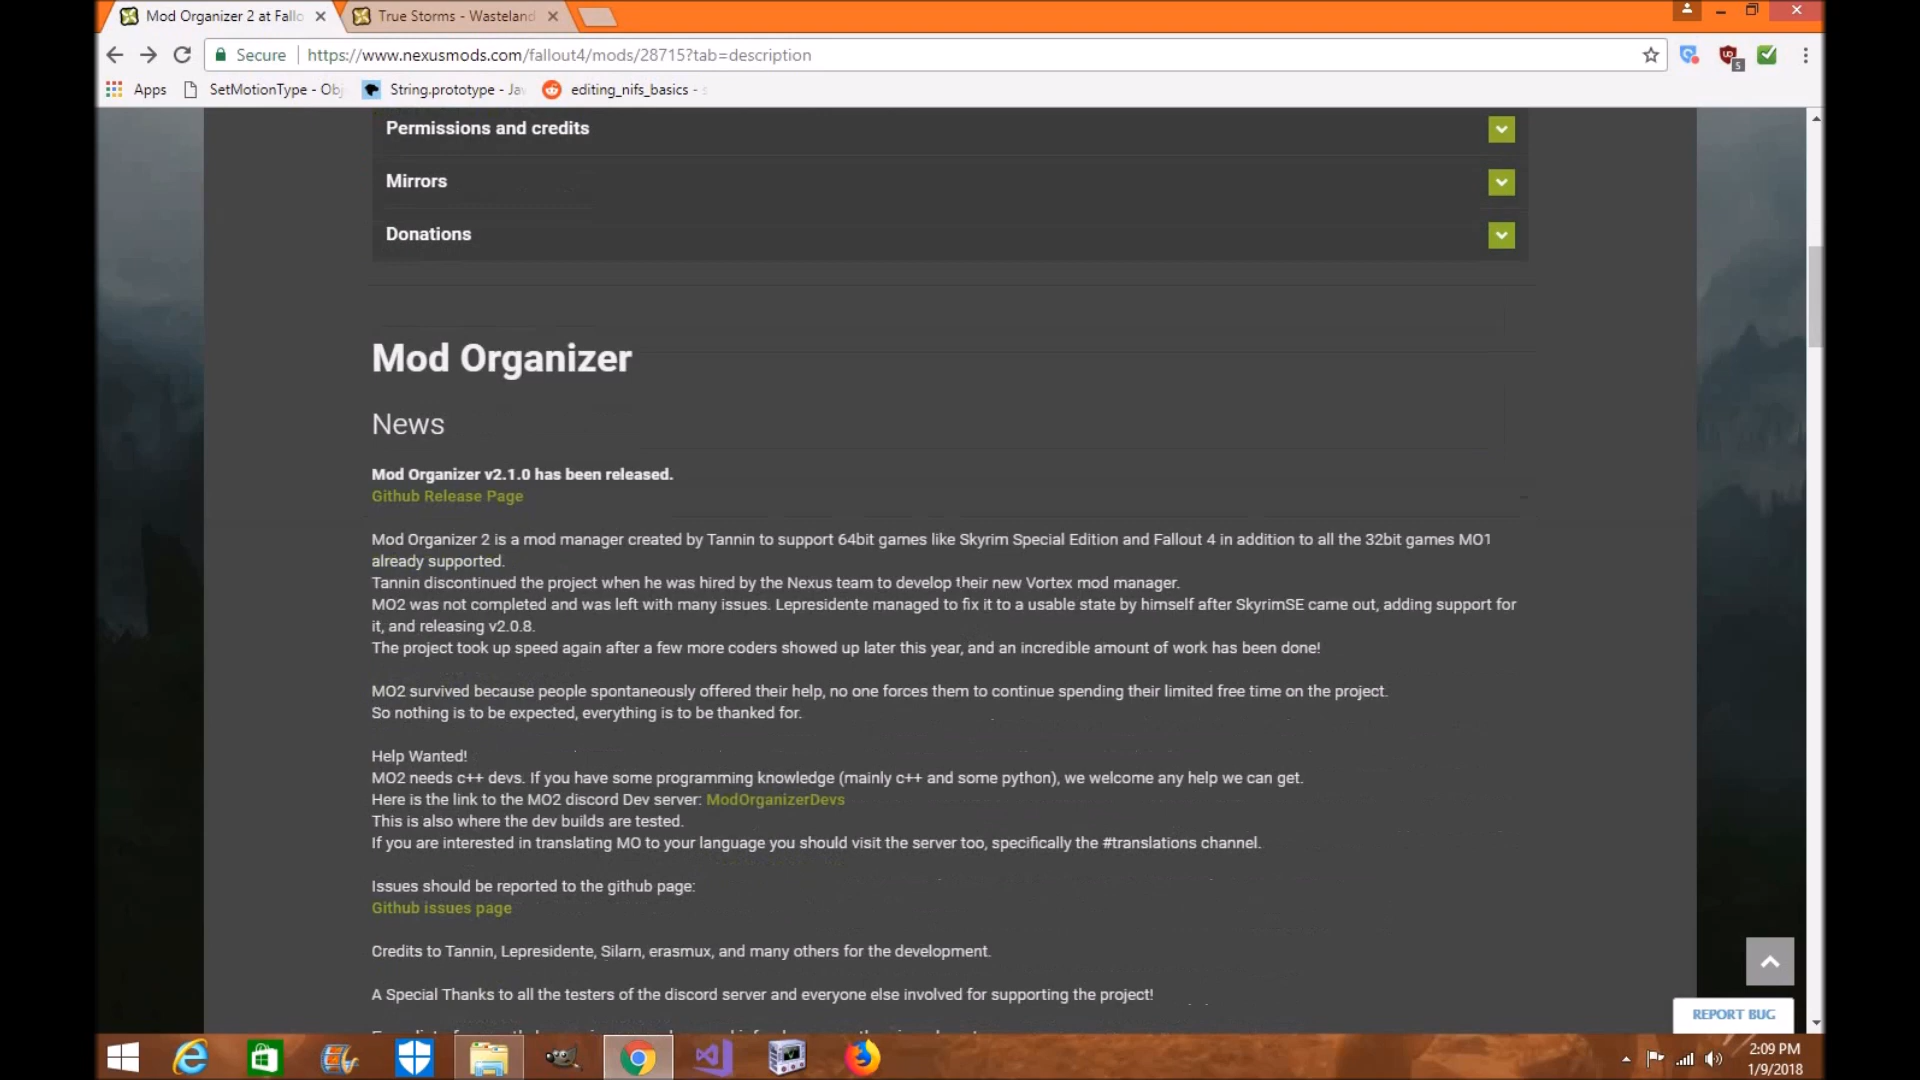 Mod Organizer 2 at Fallo
True Storms - Wasteland
Secure
https://www.nexusmods.com/fallout4/mods/28715?tab=description
5
Apps
SetMotionType - Obj
String.prototype - Ja
editing_nifs_basics -
Permissions and credits
Mirrors
Donations
Mod Organizer
News
Mod Organizer v2.1.0 has been released.
Github Release Page
Mod Organizer 2 is a mod manager created by Tannin to support 64bit games like Skyrim Special Edition and Fallout 4 in addition to all the 32bit games MO1
already supported.
Tannin discontinued the project when he was hired by the Nexus team to develop their new Vortex mod manager.
MO2 was not completed and was left with many issues. Lepresidente managed to fix it to a usable state by himself after SkyrimSE came out, adding support for
it, and releasing v2.0.8.
The project took up speed again after a few more coders showed up later this year, and an incredible amount of work has been done!
MO2 survived because people spontaneously offered their help, no one forces them to continue spending their limited free time on the project.
So nothing is to be expected, everything is to be thanked for.
Help Wanted!
MO2 needs c++ devs. If you have some programming knowledge (mainly c++ and some python), we welcome any help we can get.
Here is the link to the MO2 discord Dev server: ModOrganizerDevs
This is also where the dev builds are tested.
If you are interested in translating MO to your language you should visit the server too, specifically the #translations channel.
Issues should be reported to the github page:
Github issues page
Credits to Tannin, Lepresidente, Silarn, erasmux, and many others for the development.
A Special Thanks to all the testers of the discord server and everyone else involved for supporting the project!
REPORT BUG
2:09 PM
1/9/2018